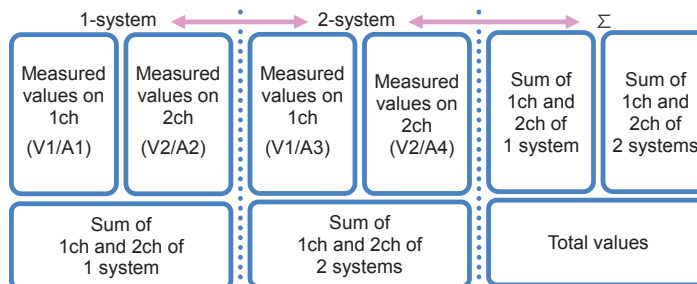 1-system
2-system
Σ
Measured
values on
1ch
(V1/A1)
Measured
values on
2ch
(V2/A2)
Measured
values on
1ch
(V1/A3)
Measured
values on
2ch
(V2/A4)
Sum of
1ch and
2ch of
1 system
Sum of
1ch and
2ch of
2 systems
Sum of
1ch and 2ch of
1 system
Sum of
1ch and 2ch of
2 systems
Total values